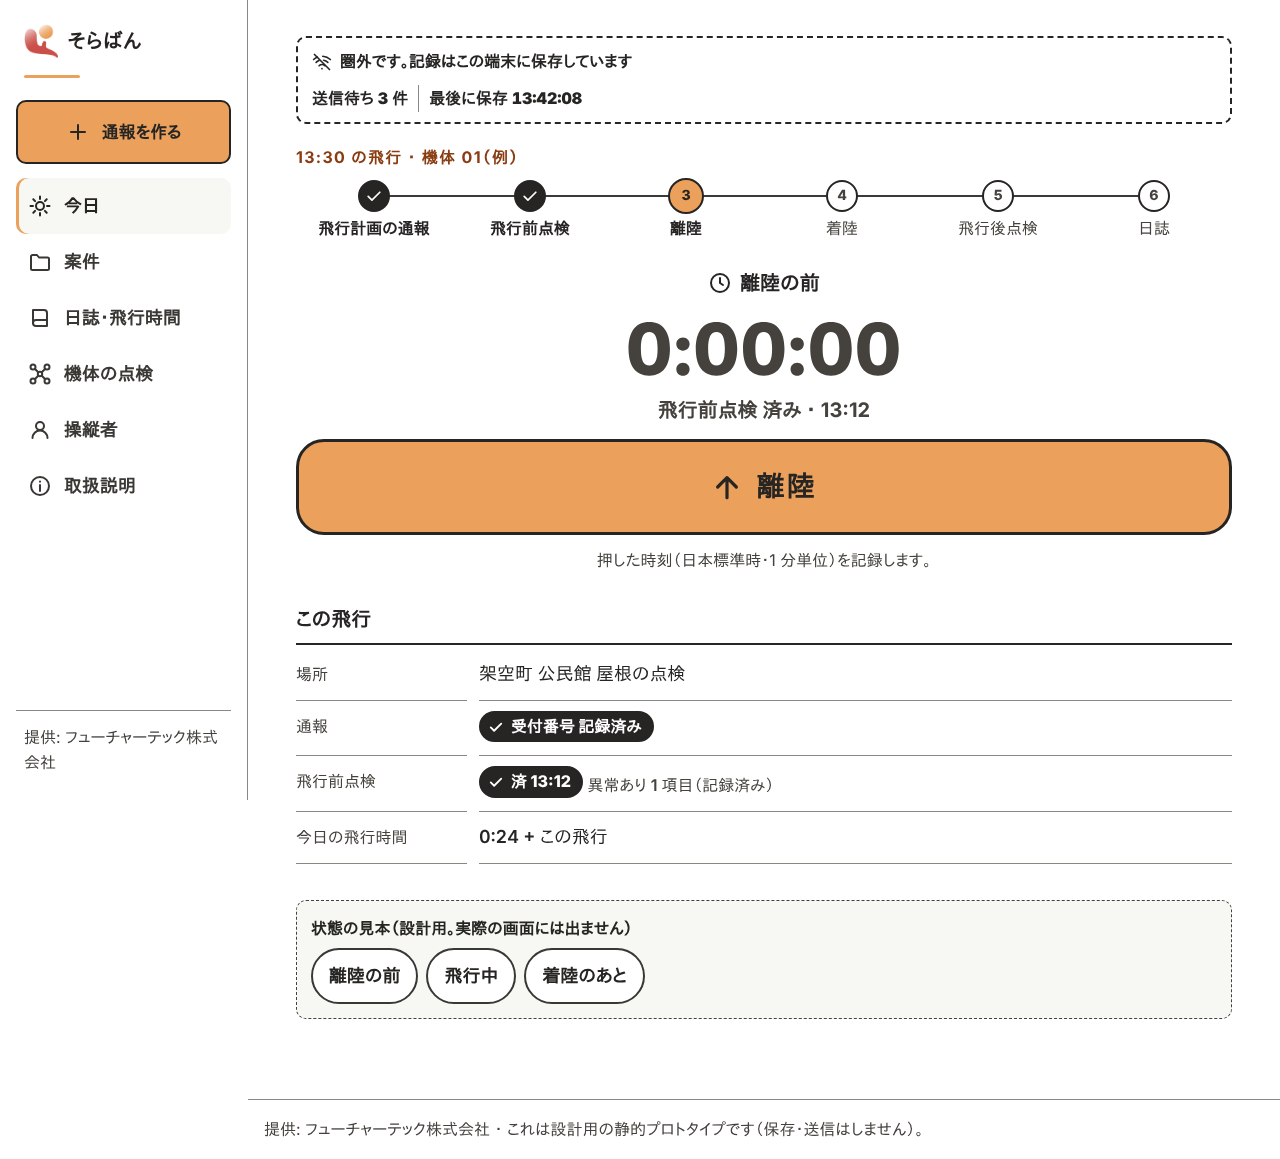 そらばん
通報を作る
今日
案件
日誌・飛行時間
機体の点検
操縦者
取扱説明
提供: フューチャーテック株式
会社
圏外です。記録はこの端末に保存しています
送信待ち 3 件 最後に保存 13:42:08
13:30 の飛行・機体 01（例）
3 4 5 6
飛行計画の通報 飛行前点検 離陸 着陸 飛行後点検 日誌
離陸の前
0:00:00
飛行前点検 済み・13:12
離陸
押した時刻（日本標準時・1 分単位）を記録します。
この飛行
場所 架空町 公民館 屋根の点検
通報 受付番号 記録済み
飛行前点検 済 13:12 異常あり 1 項目（記録済み）
今日の飛行時間 0:24 + この飛行
状態の見本（設計用。実際の画面には出ません）
離陸の前 飛行中 着陸のあと
提供: フューチャーテック株式会社・これは設計用の静的プロトタイプです（保存・送信はしません）。